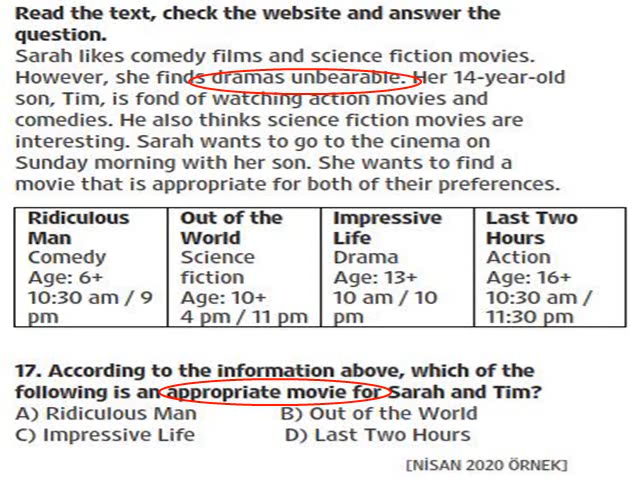 Read the text, check the website and answer the
question.
Sarah likes comedy films and science fiction movies.
However, she finds dramas unbearable. Her 14-year-old
son, Tim, is fond of watching action movies and
comedies. He also thinks science fiction movies are
interesting. Sarah wants to go to the cinema on
Sunday morning with her son. She wants to find a
movie that is appropriate for both of their preferences.
Ridiculous
Man
Comedy
Age: 6+
10:30 am / 9
pm
Out of the
World
Science
fiction
Age: 10+
4 pm / 11 pm
Impressive
Life
Drama
Age: 13+
10 am / 10
pm
Last Two
Hours
Action
Age: 16+
10:30 am /
11:30 pm
17. According to the information above, which of the
following is an appropriate movie for Sarah and Tim?
A) Ridiculous Man B) Out of the World
C) Impressive Life D) Last Two Hours
[NİSAN 2020 ÖRNEK]